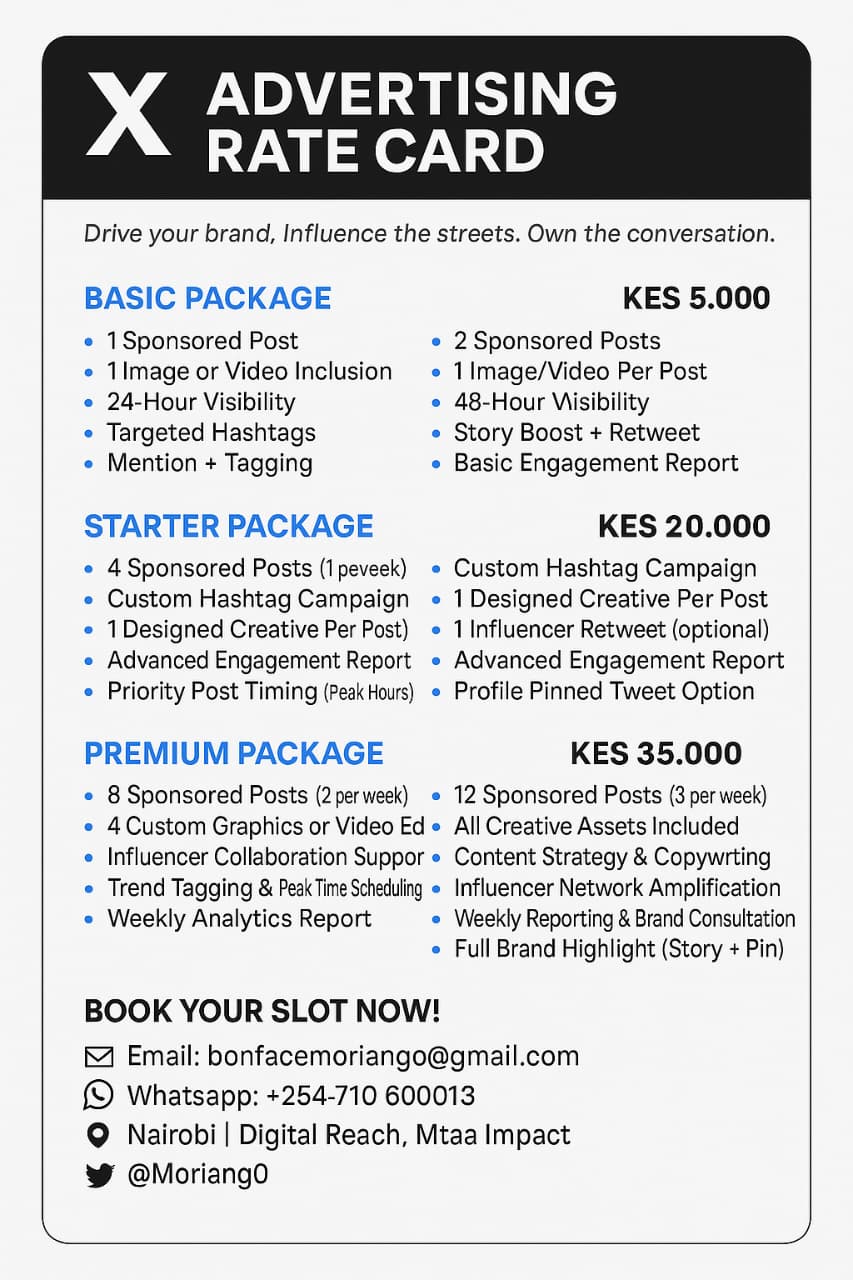 X ADVERTISING
RATE CARD
Drive your brand, Influence the streets. Own the conversation.
BASIC PACKAGE
KES 5.000
• 1 Sponsored Post
• 1 Image or Video Inclusion
• 24-Hour Visibility
• Targeted Hashtags
• Mention + Tagging
• 2 Sponsored Posts
• 1 Image/Video Per Post
• 48-Hour Visibility
• Story Boost + Retweet
• Basic Engagement Report
STARTER PACKAGE
KES 20.000
• 4 Sponsored Posts (1 peveek)
• Custom Hashtag Campaign
• 1 Designed Creative Per Post)
• Advanced Engagement Report
• Priority Post Timing (Peak Hours)
• Custom Hashtag Campaign
• 1 Designed Creative Per Post
• 1 Influencer Retweet (optional)
• Advanced Engagement Report
• Profile Pinned Tweet Option
PREMIUM PACKAGE
KES 35.000
• 8 Sponsored Posts (2 per week)
• 4 Custom Graphics or Video Ed
• Influencer Collaboration Suppor
• Trend Tagging & Peak Time Scheduling
• Weekly Analytics Report
• 12 Sponsored Posts (3 per week)
• All Creative Assets Included
• Content Strategy & Copywrting
• Influencer Network Amplification
• Weekly Reporting & Brand Consultation
• Full Brand Highlight (Story + Pin)
BOOK YOUR SLOT NOW!
Email: bonfacemoriango@gmail.com
Whatsapp: +254-710 600013
Nairobi | Digital Reach, Mtaa Impact
@Moriang0